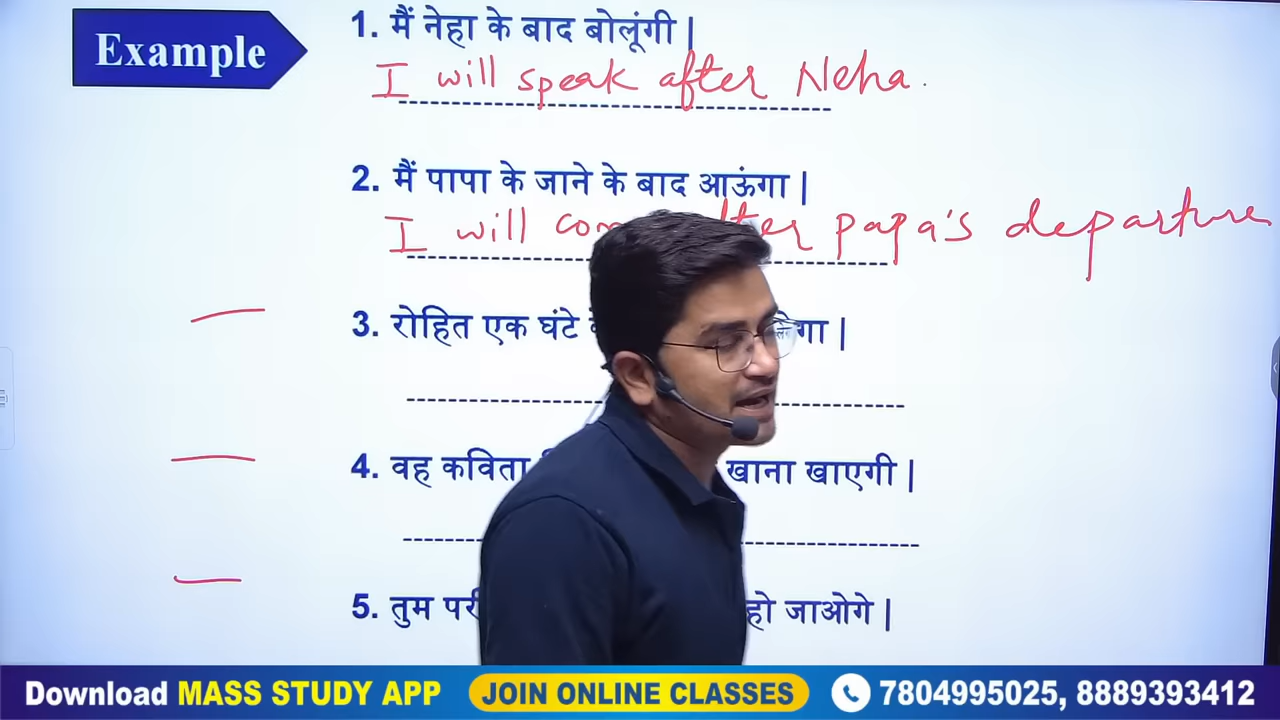 Example
1. मैं नेहा के बाद बोलूंगी |
I will speak after Neha.
2. मैं पापा के जाने के बाद आऊंगा |
I will papa's departure
3. रोहित एक घंटे |
4. वह कविता खाना खाएगी |
5. तुम हो जाओगे |
Download MASS STUDY APP JOIN ONLINE CLASSES 7804995025, 8889393412